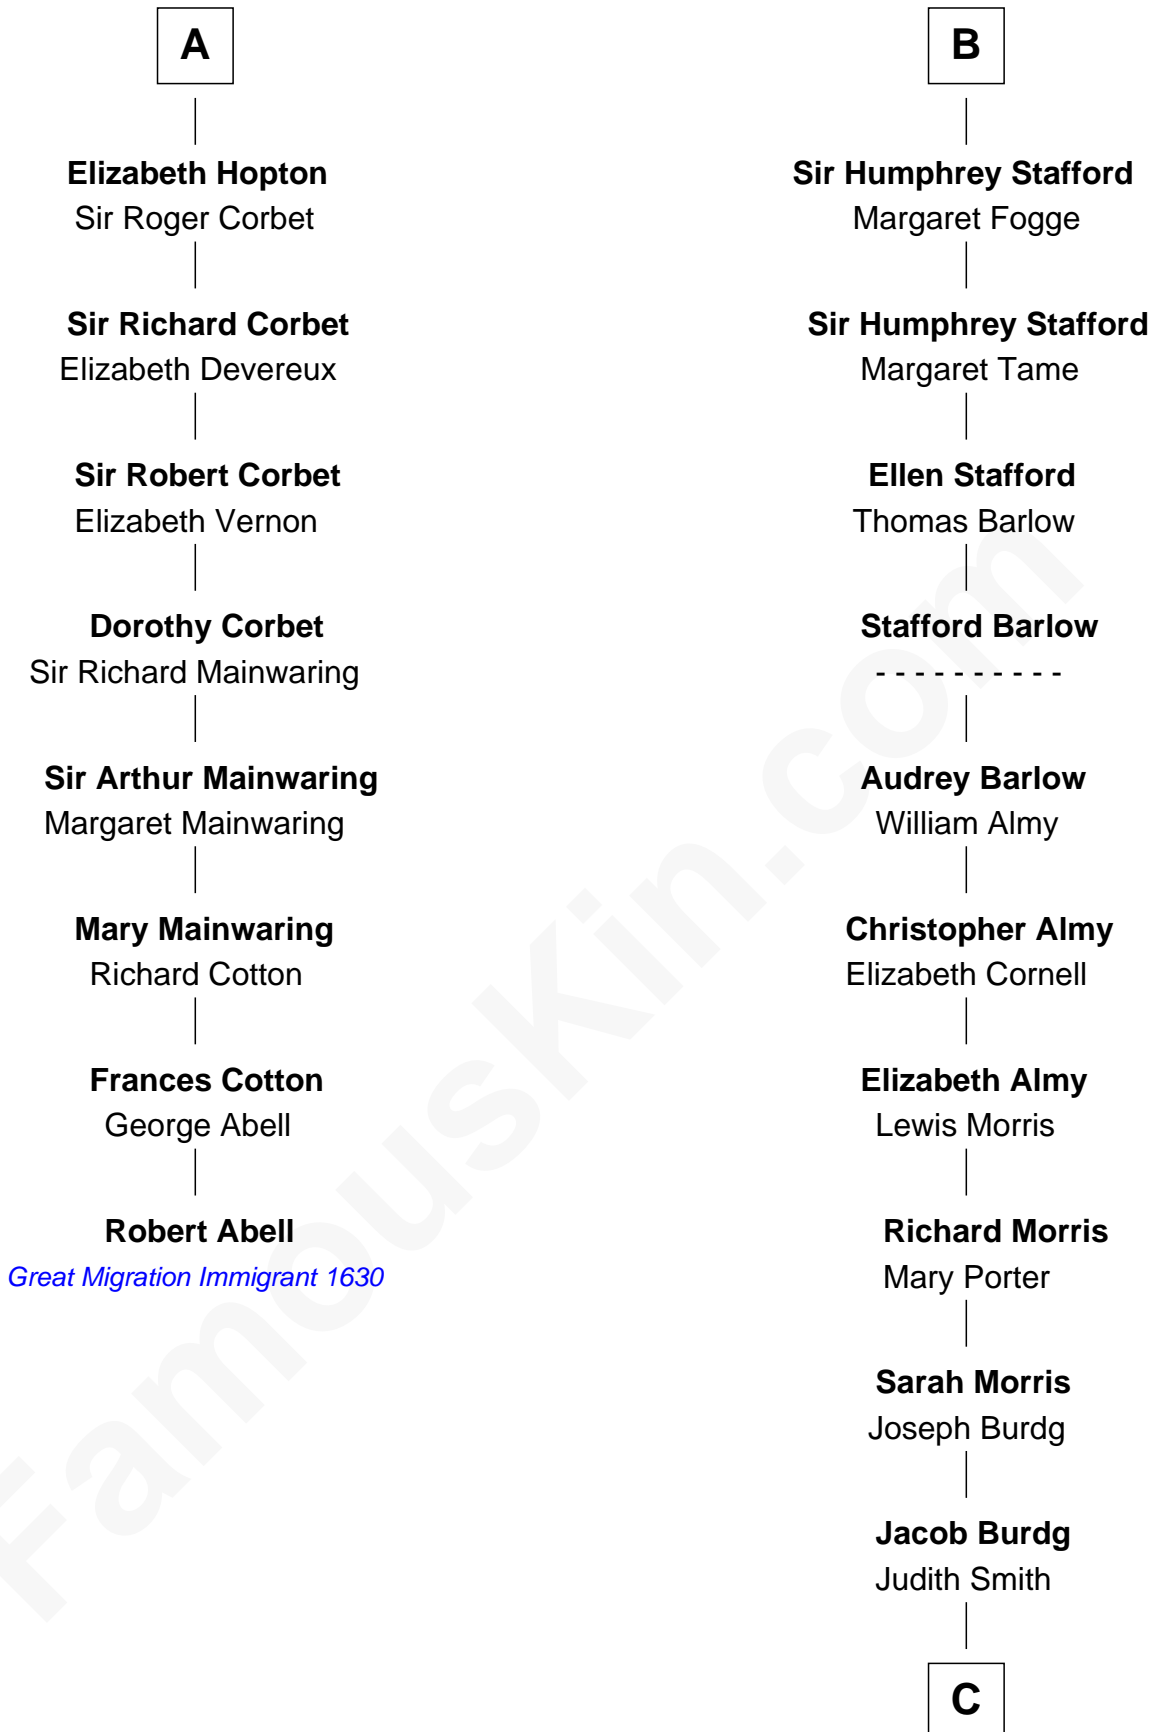 A
Elizabeth Hopton
Sir Roger Corbet
Sir Richard Corbet
Elizabeth Devereux
Sir Robert Corbet
Elizabeth Vernon
Dorothy Corbet
Sir Richard Mainwaring
Sir Arthur Mainwaring
Margaret Mainwaring
Mary Mainwaring
Richard Cotton
Frances Cotton
George Abell
Robert Abell
Great Migration Immigrant 1630
B
Sir Humphrey Stafford
Margaret Fogge
Sir Humphrey Stafford
Margaret Tame
Ellen Stafford
Thomas Barlow
Stafford Barlow
- - - - - - - - - -
Audrey Barlow
William Almy
Christopher Almy
Elizabeth Cornell
Elizabeth Almy
Lewis Morris
Richard Morris
Mary Porter
Sarah Morris
Joseph Burdg
Jacob Burdg
Judith Smith
C
FamousKin.com